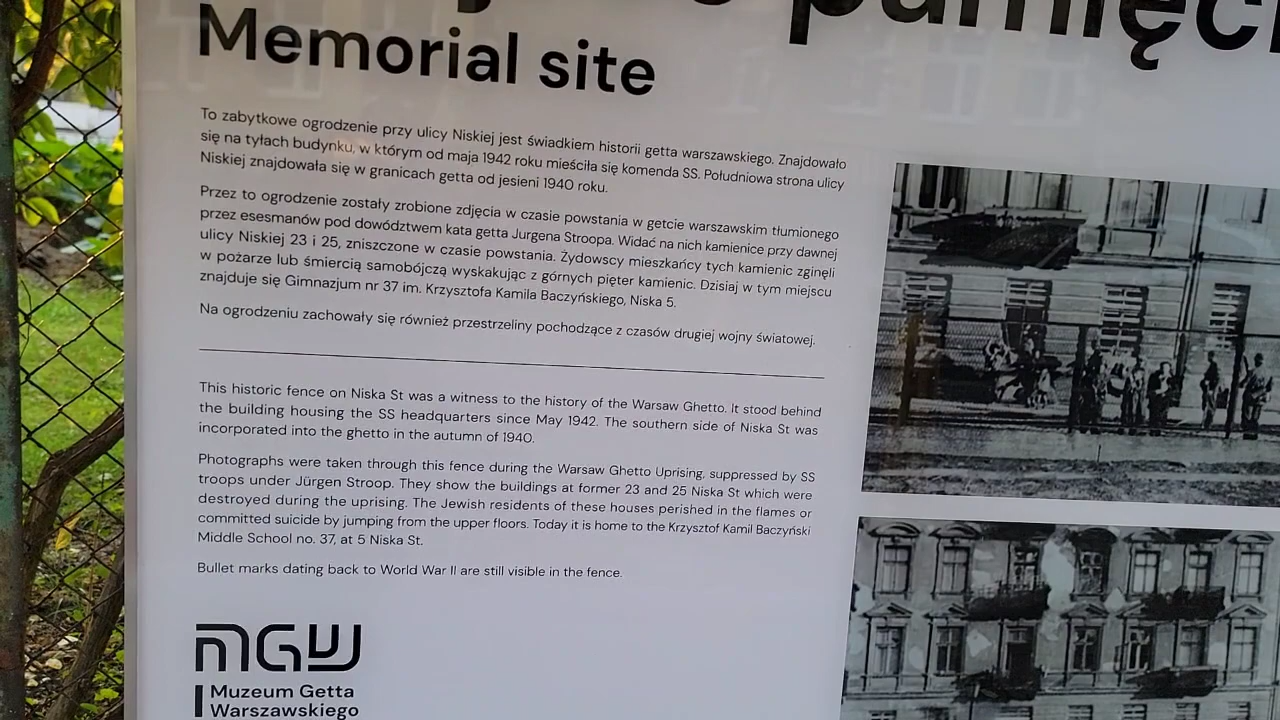 pamięci
Memorial site
To zabytkowe ogrodzenie przy ulicy Niskiej jest świadkiem historii getta warszawskiego. Znajdowało
się na tyłach budynku, w którym od maja 1942 roku mieściła się komenda SS. Południowa strona ulicy
Niskiej znajdowała się w granicach getta od jesieni 1940 roku.
Przez to ogrodzenie zostały zrobione zdjęcia w czasie powstania w getcie warszawskim tłumionego
przez esesmanów pod dowództwem kata getta Jurgena Stroopa. Widać na nich kamienice przy dawnej
ulicy Niskiej 23 i 25, zniszczone w czasie powstania. Żydowscy mieszkańcy tych kamienic zginęli
w pożarze lub śmiercią samobójczą wyskakując z górnych pięter kamienic. Dzisiaj w tym miejscu
znajduje się Gimnazjum nr 37 im. Krzysztofa Kamila Baczyńskiego, Niska 5.
Na ogrodzeniu zachowały się również przestrzeliny pochodzące z czasów drugiej wojny światowej.
This historic fence on Niska St was a witness to the history of the Warsaw Ghetto. It stood behind
the building housing the SS headquarters since May 1942. The southern side of Niska St was
incorporated into the ghetto in the autumn of 1940.
Photographs were taken through this fence during the Warsaw Ghetto Uprising, suppressed by SS
troops under Jürgen Stroop. They show the buildings at former 23 and 25 Niska St which were
destroyed during the uprising. The Jewish residents of these houses perished in the flames or
committed suicide by jumping from the upper floors. Today it is home to the Krzysztof Kamil Baczyński
Middle School no. 37, at 5 Niska St.
Bullet marks dating back to World War II are still visible in the fence.
MGW
Muzeum Getta
Warszawskiego